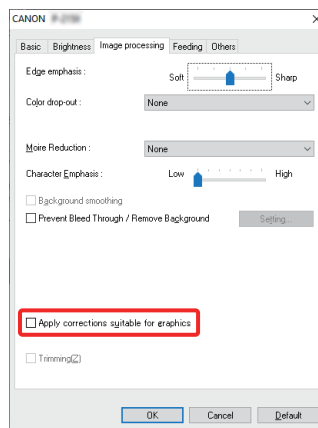 CANON
Basic Brightness Image processing Feeding Others
Edge emphasis : Soft Sharp
Color drop-out : None
Moire Reduction : None
Character Emphasis : Low High
Background smoothing
Prevent Bleed Through / Remove Background Setting...
Apply corrections suitable for graphics
Trimming(Z)
OK Cancel Default